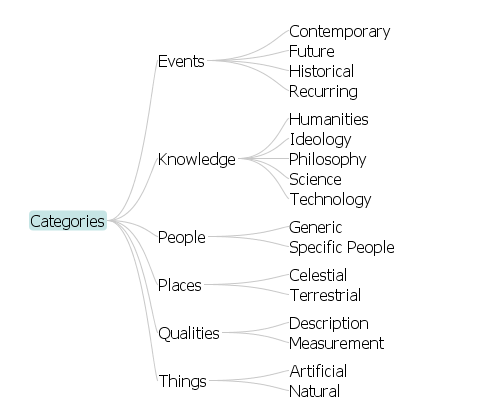 Categories
Events
Contemporary
Future
Historical
Recurring
Knowledge
Humanities
Ideology
Philosophy
Science
Technology
People
Generic
Specific People
Places
Celestial
Terrestrial
Qualities
Description
Measurement
Things
Artificial
Natural